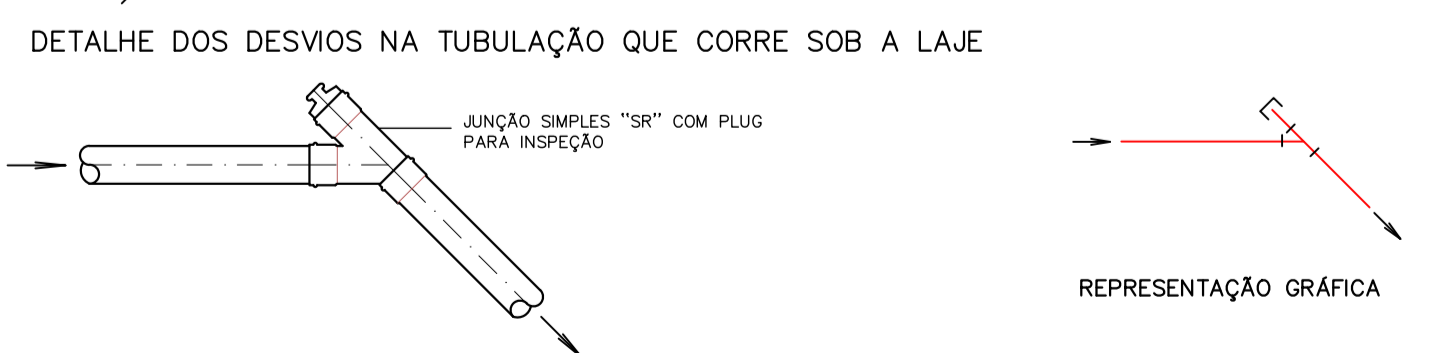 DETALHE DOS DESVIOS NA TUBULAÇÃO QUE CORRE SOB A LAJE
JUNÇÃO SIMPLES "SR" COM PLUG
PARA INSPEÇÃO
REPRESENTAÇÃO GRÁFICA